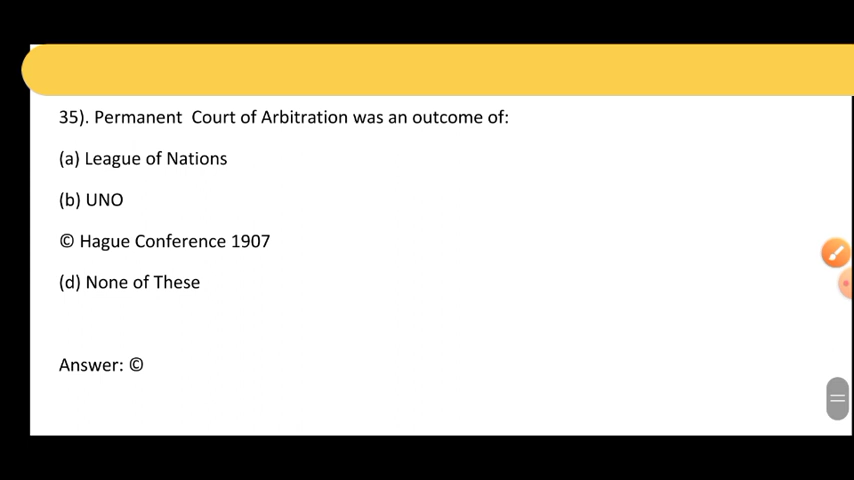 35). Permanent  Court of Arbitration was an outcome of:
(a) League of Nations
(b) UNO
© Hague Conference 1907
(d) None of These
Answer: ©